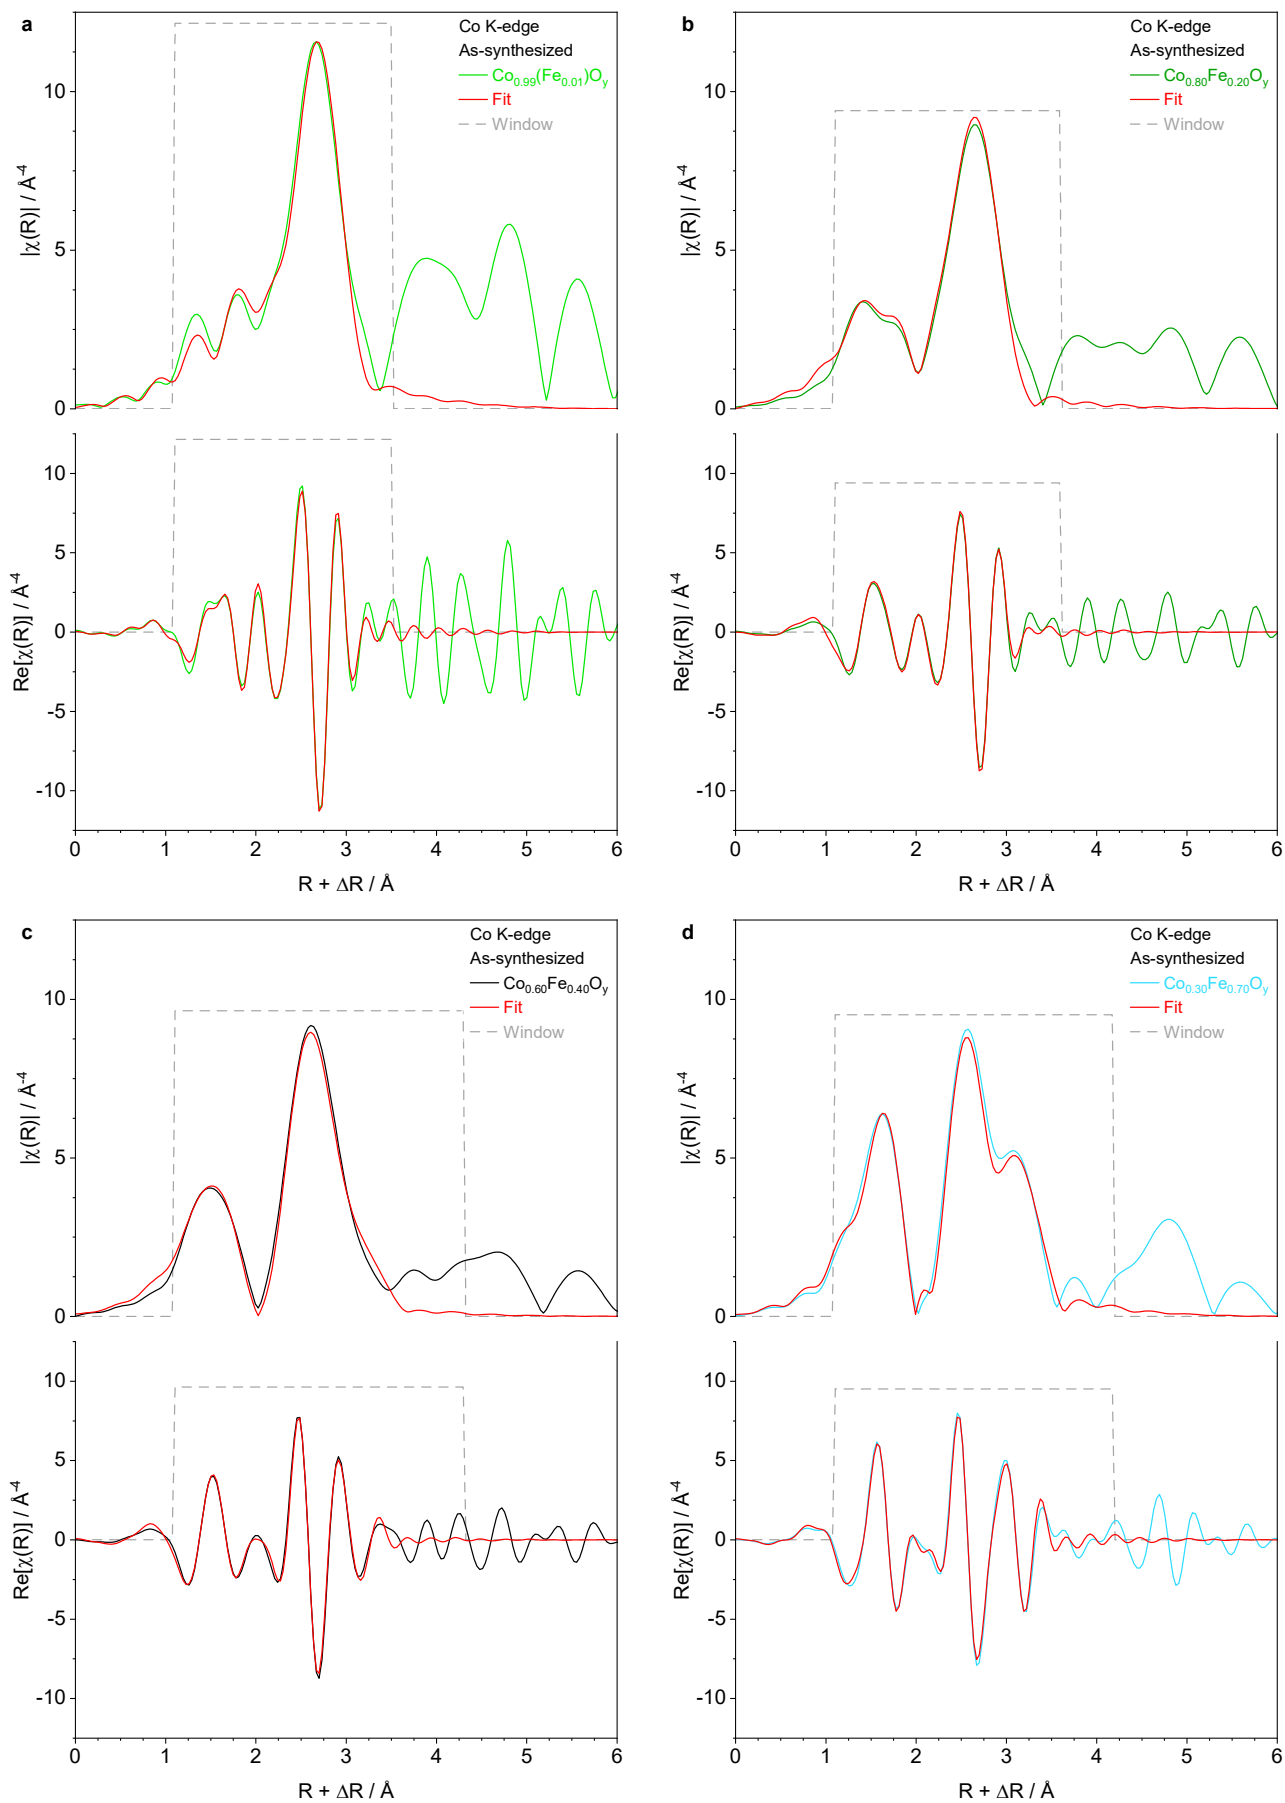 a
Co K-edge
As-synthesized
Co0.99(Fe0.01)Oy
Fit
Window
10
5
0
|χ(R)| / Å-4
10
5
0
-5
-10
Re[χ(R)] / Å-4
0 1 2 3 4 5 6
R + ΔR / Å
b
Co K-edge
As-synthesized
Co0.80Fe0.20Oy
Fit
Window
10
5
0
|χ(R)| / Å-4
10
5
0
-5
-10
Re[χ(R)] / Å-4
0 1 2 3 4 5 6
R + ΔR / Å
c
Co K-edge
As-synthesized
Co0.60Fe0.40Oy
Fit
Window
10
5
0
|χ(R)| / Å-4
10
5
0
-5
-10
Re[χ(R)] / Å-4
0 1 2 3 4 5 6
R + ΔR / Å
d
Co K-edge
As-synthesized
Co0.30Fe0.70Oy
Fit
Window
10
5
0
|χ(R)| / Å-4
10
5
0
-5
-10
Re[χ(R)] / Å-4
0 1 2 3 4 5 6
R + ΔR / Å